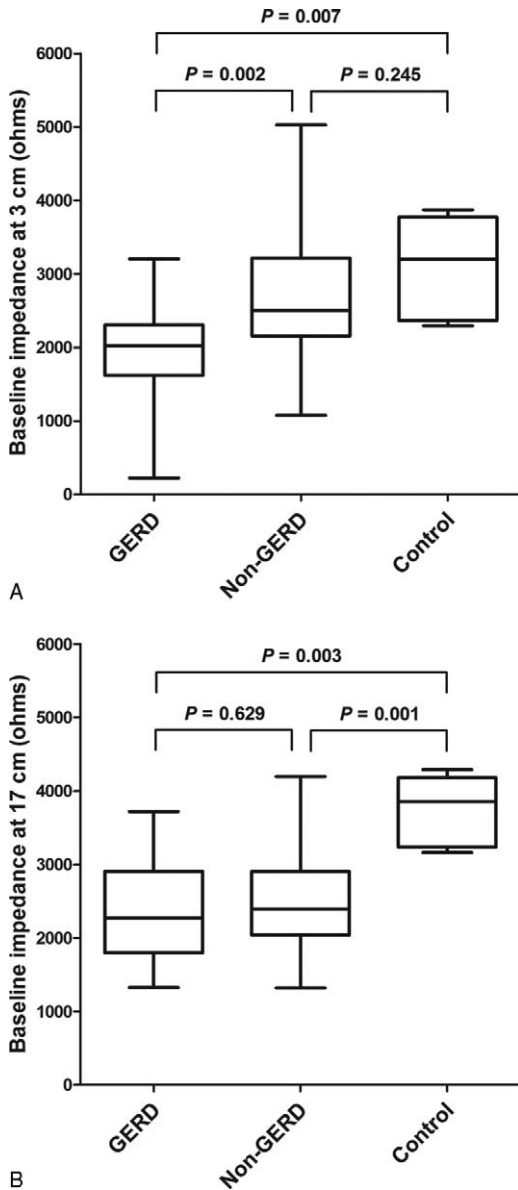 P = 0.007
P = 0.002
P = 0.245
Baseline impedance at 3 cm (ohms)
6000
5000
4000
3000
2000
1000
0
GERD
Non-GERD
Control
A
P = 0.003
P = 0.629
P = 0.001
Baseline impedance at 17 cm (ohms)
6000
5000
4000
3000
2000
1000
0
GERD
Non-GERD
Control
B